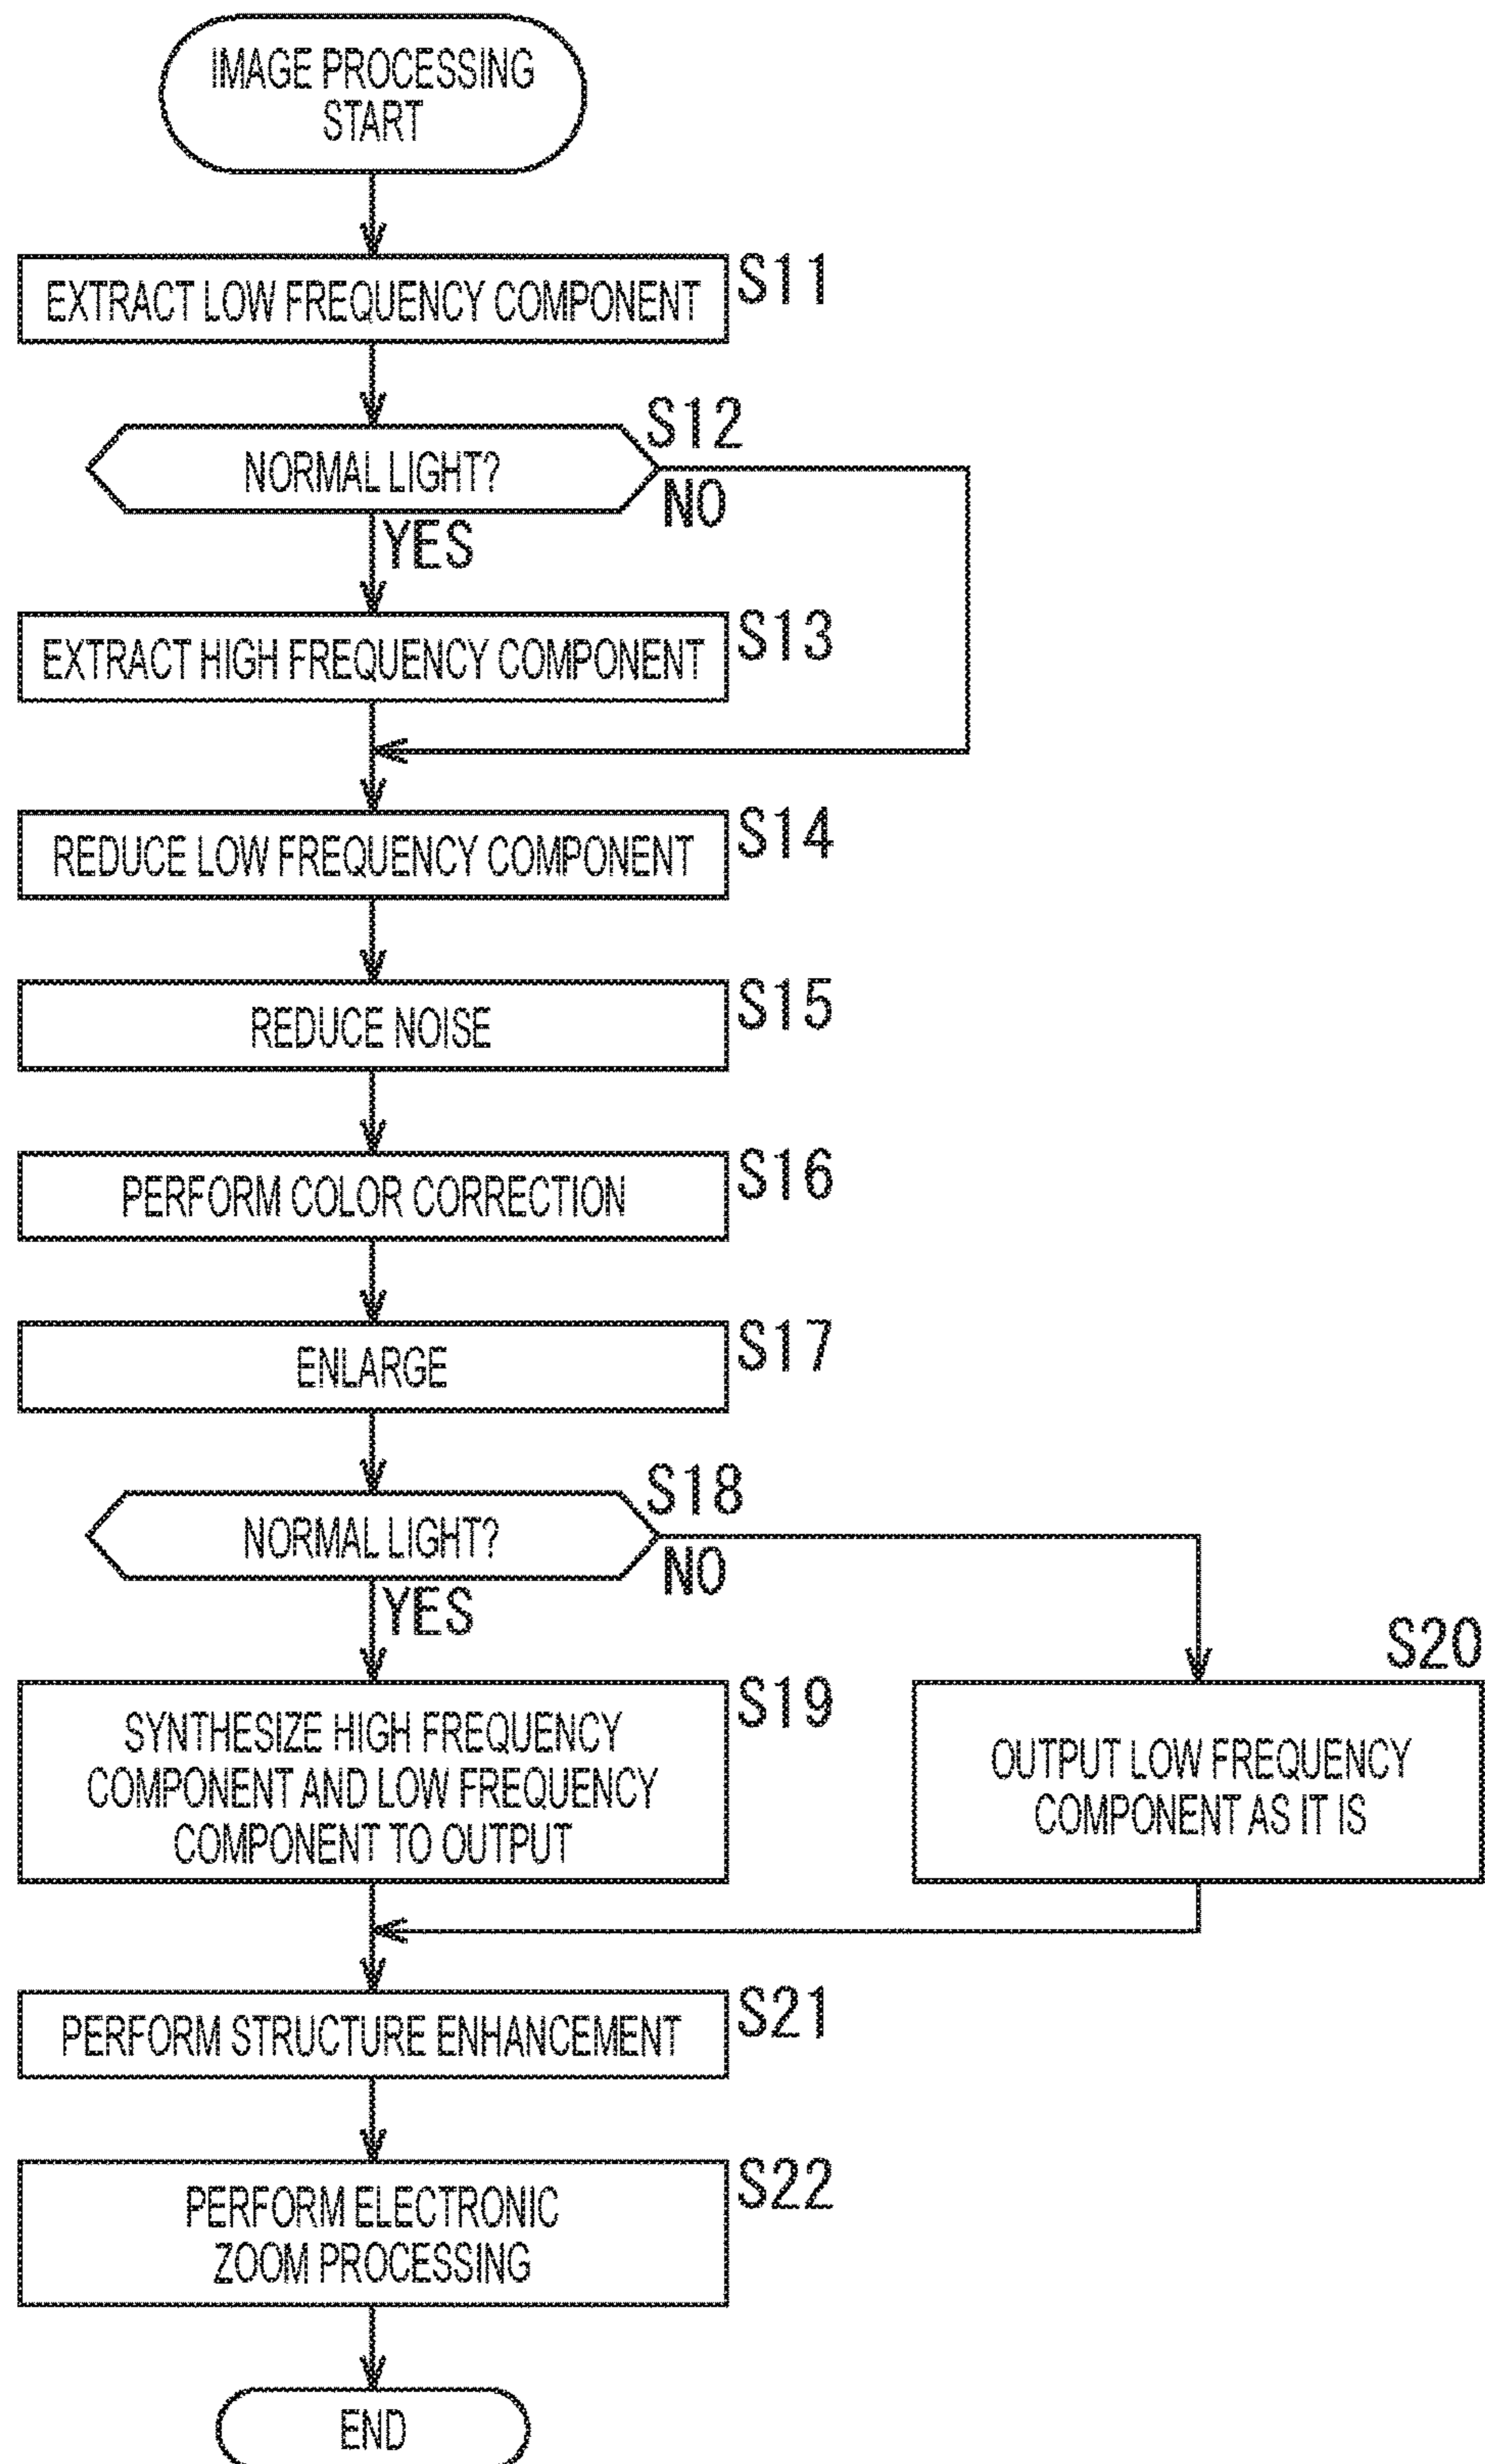 IMAGE PROCESSING
START
EXTRACT LOW FREQUENCY COMPONENT
S11
NORMAL LIGHT?
S12
NO
YES
EXTRACT HIGH FREQUENCY COMPONENT
S13
REDUCE LOW FREQUENCY COMPONENT
S14
REDUCE NOISE
S15
PERFORM COLOR CORRECTION
S16
ENLARGE
S17
NORMAL LIGHT?
S18
NO
YES
SYNTHESIZE HIGH FREQUENCY
COMPONENT AND LOW FREQUENCY
COMPONENT TO OUTPUT
S19
S20
OUTPUT LOW FREQUENCY
COMPONENT AS IT IS
PERFORM STRUCTURE ENHANCEMENT
S21
PERFORM ELECTRONIC
ZOOM PROCESSING
S22
END